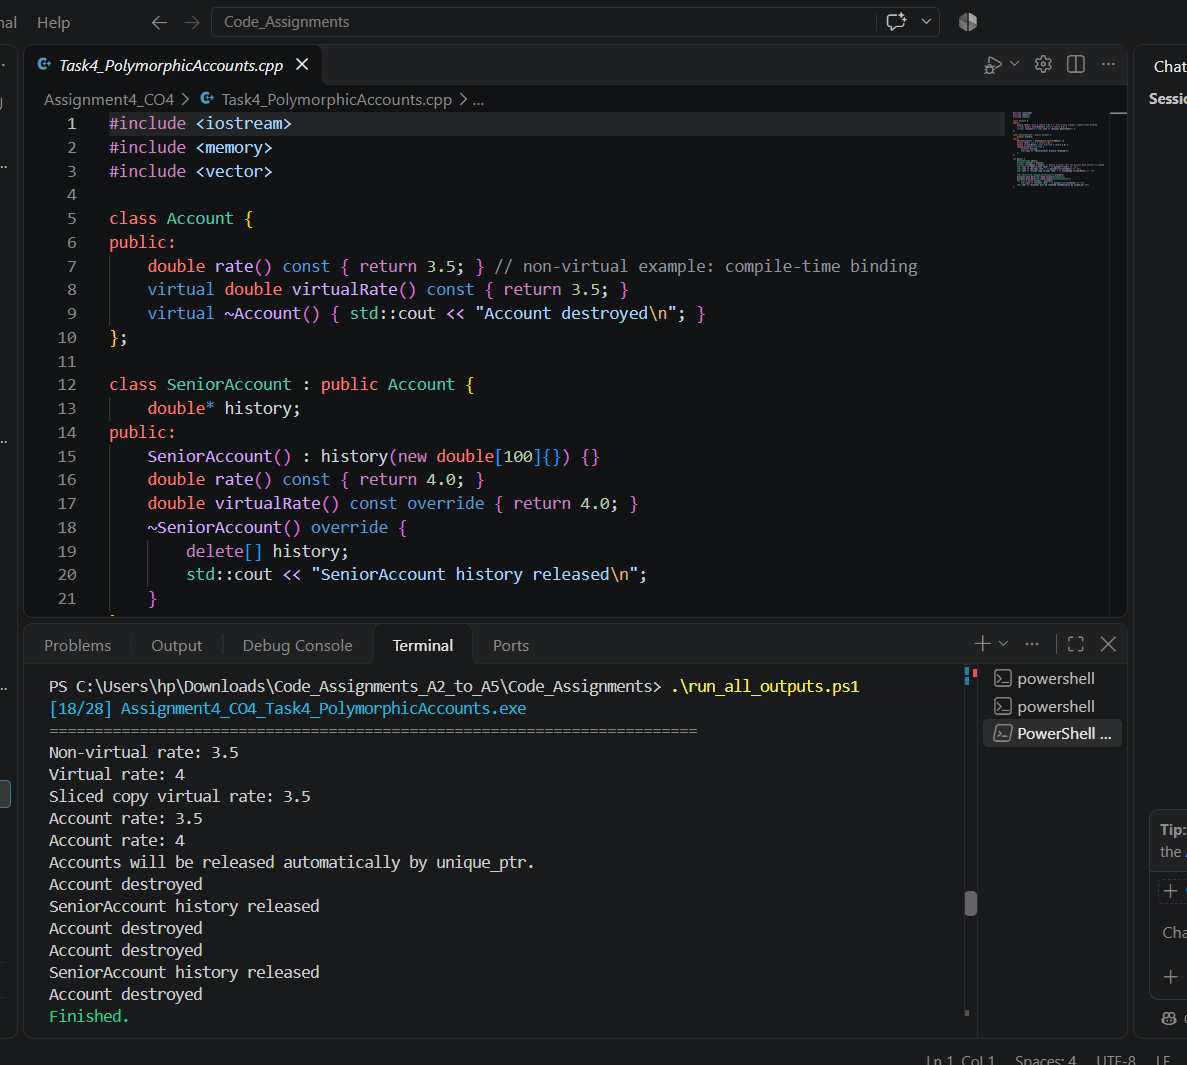 Help
Code_Assignments
Task4_PolymorphicAccounts.cpp
Assignment4_CO4 > Task4_PolymorphicAccounts.cpp > ...
1 #include <iostream>
2 #include <memory>
3 #include <vector>
4
5 class Account {
6 public:
7 double rate() const { return 3.5; } // non-virtual example: compile-time binding
8 virtual double virtualRate() const { return 3.5; }
9 virtual ~Account() { std::cout << "Account destroyed\n"; }
10 };
11
12 class SeniorAccount : public Account {
13 double* history;
14 public:
15 SeniorAccount() : history(new double[100]{}) {}
16 double rate() const { return 4.0; }
17 double virtualRate() const override { return 4.0; }
18 ~SeniorAccount() override {
19 delete[] history;
20 std::cout << "SeniorAccount history released\n";
21 }
Problems Output Debug Console Terminal Ports
PS C:\Users\hp\Downloads\Code_Assignments_A2_to_A5\Code_Assignments> .\run_all_outputs.ps1
[18/28] Assignment4_CO4_Task4_PolymorphicAccounts.exe
========================================================================
Non-virtual rate: 3.5
Virtual rate: 4
Sliced copy virtual rate: 3.5
Account rate: 3.5
Account rate: 4
Accounts will be released automatically by unique_ptr.
Account destroyed
SeniorAccount history released
Account destroyed
Account destroyed
SeniorAccount history released
Account destroyed
Finished.
powershell
powershell
PowerShell ...
Chat
Sessio
Tip:
the
Cha
Ln 1, Col 1 Spaces: 4 UTF-8 LF